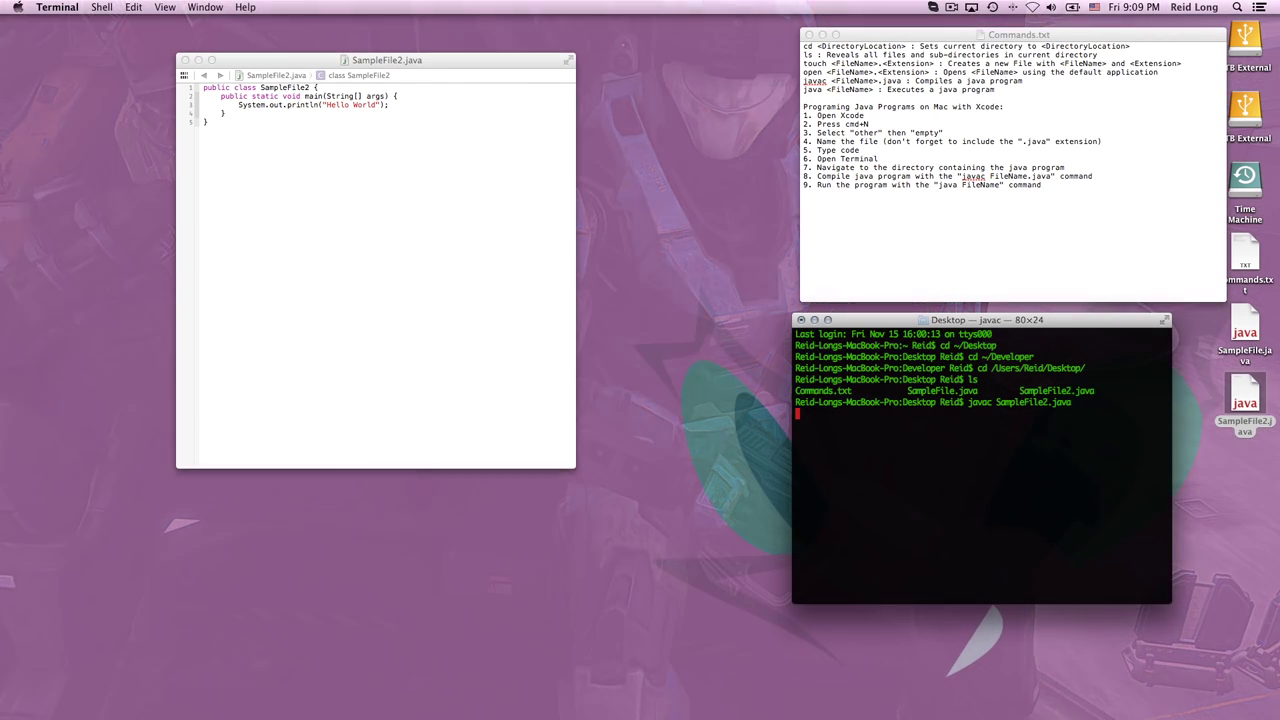 Terminal Shell Edit View Window Help
Fri 9:09 PM Reid Long
SampleFile2.java
SampleFile2.java class SampleFile2
1 public class SampleFile2 {
2 public static void main(String[] args) {
3 System.out.println("Hello World");
4 }
5 }
Commands.txt
cd <DirectoryLocation> : Sets current directory to <DirectoryLocation>
ls : Reveals all files and sub-directories in current directory
touch <FileName>.<Extension> : Creates a new File with <FileName> and <Extension>
open <FileName>.<Extension> : Opens <FileName> using the default application
javac <FileName>.java : Compiles a java program
java <FileName> : Executes a java program
Programing Java Programs on Mac with Xcode:
1. Open Xcode
2. Press cmd+N
3. Select "other" then "empty"
4. Name the file (don't forget to include the ".java" extension)
5. Type code
6. Open Terminal
7. Navigate to the directory containing the java program
8. Compile java program with the "javac FileName.java" command
9. Run the program with the "java FileName" command
Desktop — javac — 80×24
Last login: Fri Nov 15 16:00:13 on ttys000
Reid-Longs-MacBook-Pro:~ Reid$ cd ~/Desktop
Reid-Longs-MacBook-Pro:Desktop Reid$ cd ~/Developer
Reid-Longs-MacBook-Pro:Developer Reid$ cd /Users/Reid/Desktop/
Reid-Longs-MacBook-Pro:Desktop Reid$ ls
Commands.txt SampleFile.java SampleFile2.java
Reid-Longs-MacBook-Pro:Desktop Reid$ javac SampleFile2.java
TB External
TB External
Time
Machine
TXT
mmands.tx
t
java
SampleFile.ja
va
java
SampleFile2.j
ava